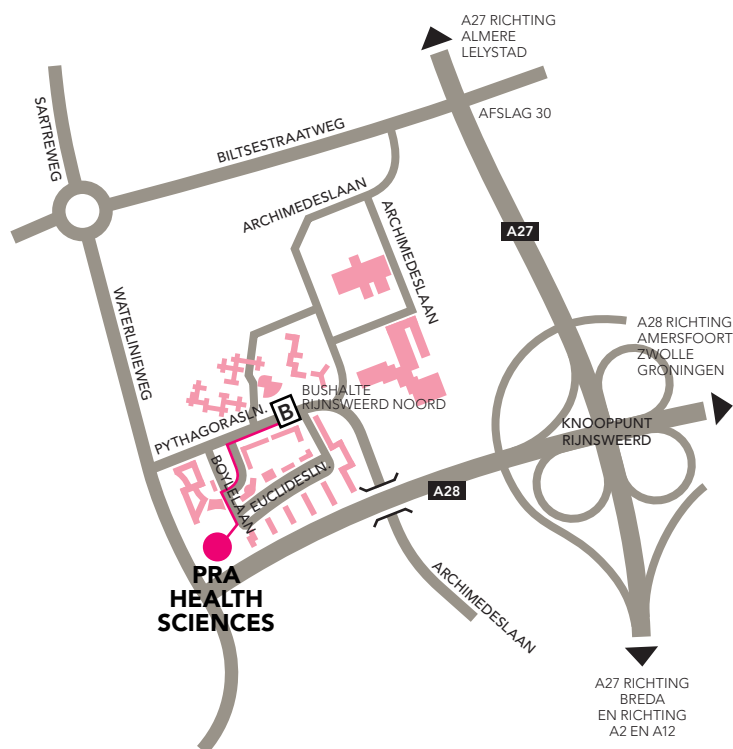 A27 RICHTING
ALMERE
LELYSTAD
AFSLAG 30
SARTREWEG
BILTSESTRAATWEG
ARCHIMEDESLAAN
ARCHIMEDESLAAN
A27
WATERLINIEWEG
A28 RICHTING
AMERSFOORT
ZWOLLE
GRONINGEN
BUSHALTE
RIJNSWEERD NOORD
B
PYTHAGORASLN.
KNOOPPUNT
RIJNSWEERD
BOYLELAAN
EUCLIDESLN.
A28
PRA
HEALTH
SCIENCES
ARCHIMEDESLAAN
A27 RICHTING
BREDA
EN RICHTING
A2 EN A12